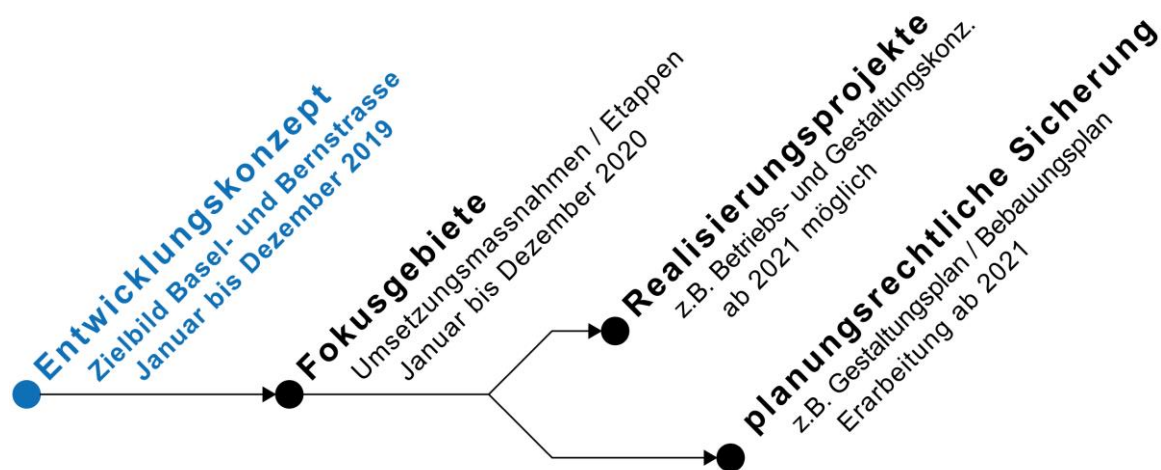 Entwicklungskonzept
Zielbild Basel- und Bernstrasse
Januar bis Dezember 2019
Fokusgebiete
Umsetzungsmassnahmen / Etappen
Januar bis Dezember 2020
Realisierungsprojekte
z.B. Betriebs- und Gestaltungskonz.
ab 2021 möglich
planungsrechtliche Sicherung
z.B. Gestaltungsplan / Bebauungsplan
Erarbeitung ab 2021